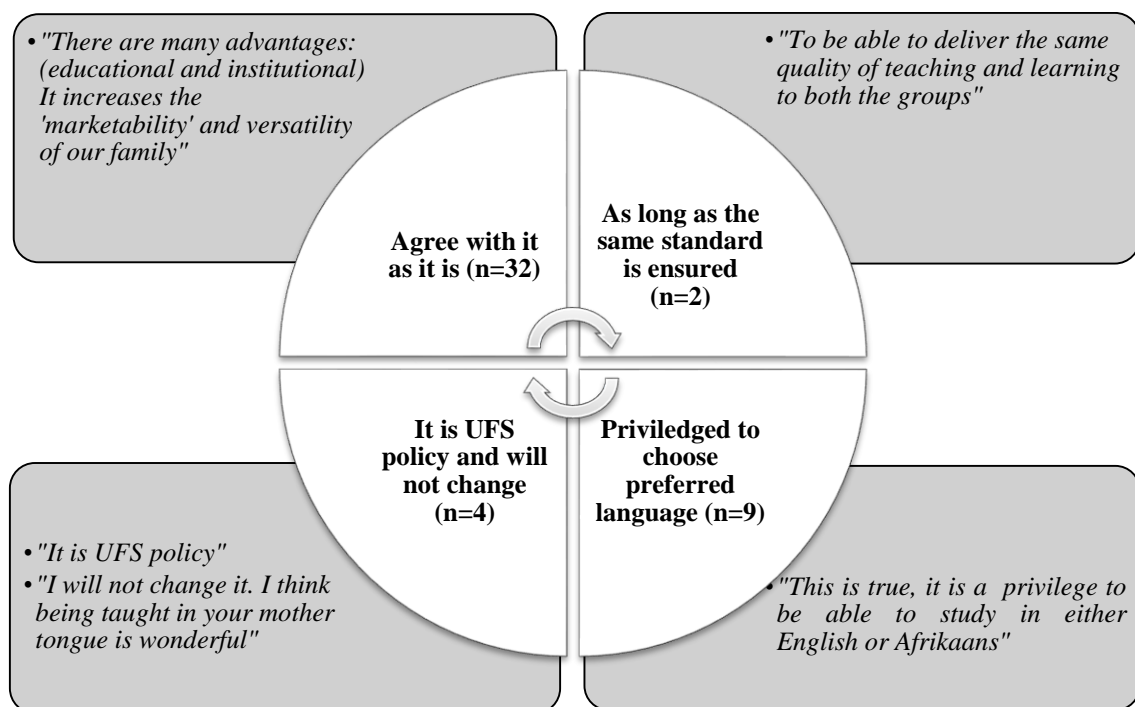 • "There are many advantages:
(educational and institutional)
It increases the
'marketability' and versatility
of our family"
• "To be able to deliver the same
quality of teaching and learning
to both the groups"
Agree with it
as it is (n=32)
As long as the
same standard
is ensured
(n=2)
It is UFS
policy and will
not change
(n=4)
Priviledged to
choose
preferred
language (n=9)
• "It is UFS policy"
• "I will not change it. I think
being taught in your mother
tongue is wonderful"
• "This is true, it is a privilege to
be able to study in either
English or Afrikaans"